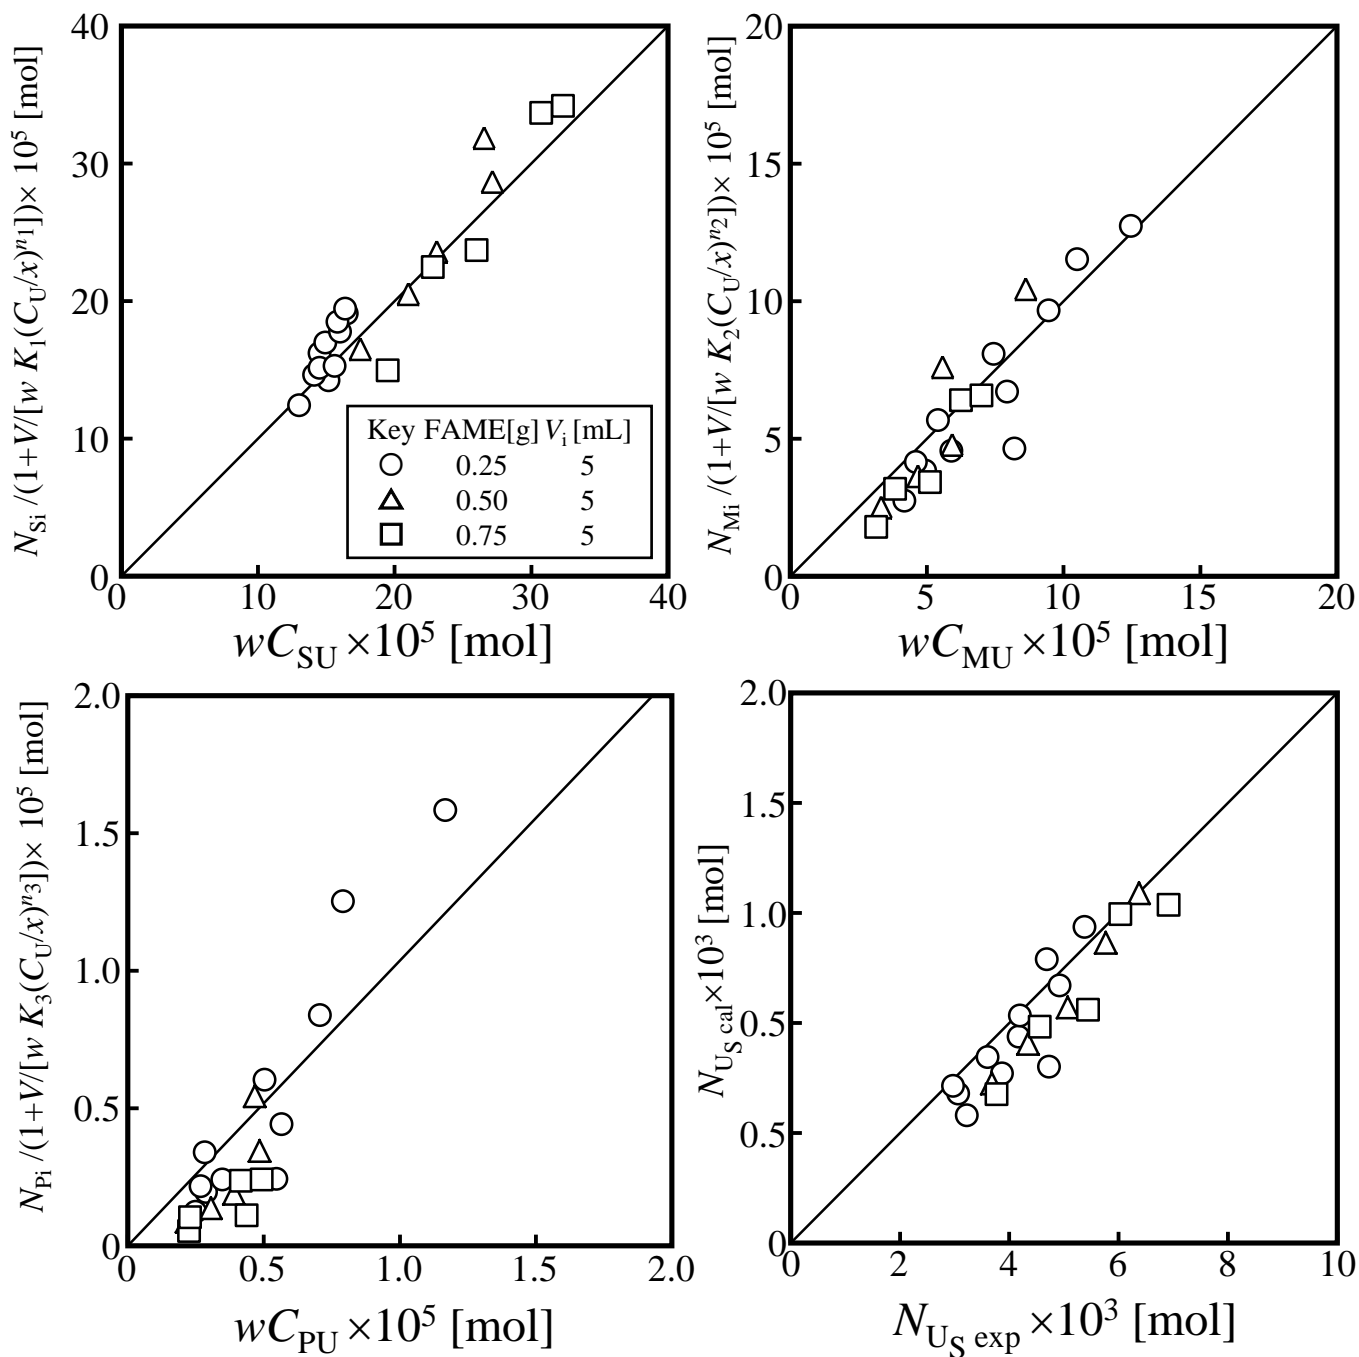 N_Si /(1+V/[w K_1(C_U/x)^n1])× 10^5 [mol]
40
30
20
10
0
0 10 20 30 40
wC_SU ×10^5 [mol]
Key FAME[g] V_i [mL]
0.25 5
0.50 5
0.75 5
N_Mi /(1+V/[w K_2(C_U/x)^n2])× 10^5 [mol]
20
15
10
5
0
0 5 10 15 20
wC_MU ×10^5 [mol]
N_Pi /(1+V/[w K_3(C_U/x)^n3])× 10^5 [mol]
2.0
1.5
1.0
0.5
0
0 0.5 1.0 1.5 2.0
wC_PU ×10^5 [mol]
N_U_S cal ×10^3 [mol]
2.0
1.5
1.0
0.5
0.5
0
0 2 4 6 8 10
N_U_S exp ×10^3 [mol]